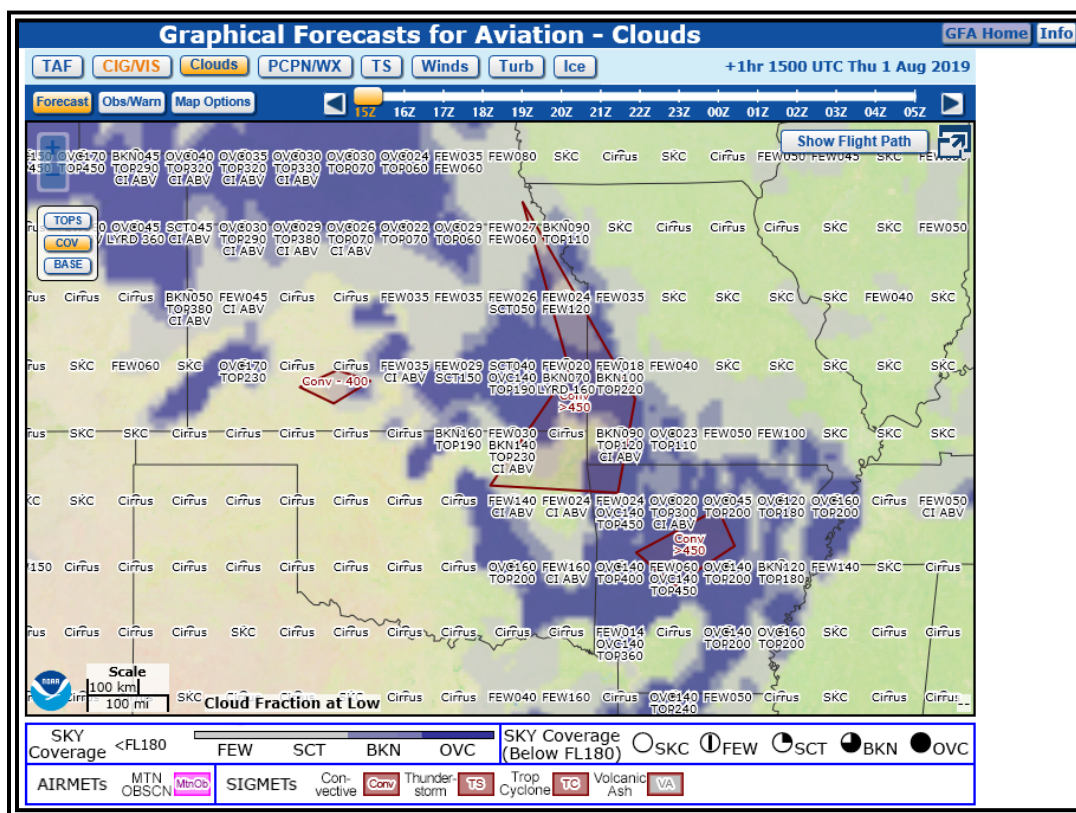 Graphical Forecasts for Aviation - Clouds
GFA Home Info
TAF CIG/VIS Clouds PCPN/WX TS Winds Turb Ice +1hr 1500 UTC Thu 1 Aug 2019
Forecast Obs/Warn Map Options 15Z 16Z 17Z 18Z 19Z 20Z 21Z 22Z 23Z 00Z 01Z 02Z 03Z 04Z 05Z
Show Flight Path
OVC170 BKN045 OVC040 OVC035 OVC030 OVC030 OVC024 FEW035 FEW080 SKC Cirrus SKC Cirrus FEW050 FEW045 SKC
TOP450 TOP290 TOP320 TOP320 TOP330 TOP070 TOP060 FEW060
CI ABV CI ABV CI ABV CI ABV
TOPS
COV
BASE
OVC045 SCT045 OVC030 OVC029 OVC026 OVC022 OVC029 FEW027 BKN090 SKC Cirrus Cirrus Cirrus SKC FEW050
LYRD 360 CI ABV TOP290 TOP380 TOP070 TOP070 TOP060 FEW060 TOP110
CI ABV CI ABV CI ABV
Cirrus Cirrus BKN050 FEW045 Cirrus Cirrus FEW035 FEW035 FEW026 FEW024 FEW035 SKC SKC SKC SKC FEW040 SKC
TOP380 CI ABV SCT050 FEW120
CI ABV
SKC FEW060 SKC OVC170 Cirrus Cirrus FEW035 FEW029 SCT040 FEW020 FEW018 FEW040 SKC SKC SKC SKC SKC
TOP230 CI ABV SCT150 OVC140 BKN070 BKN100
Conv - 400 TOP190 LYRD 160 TOP220
Conv
>450
SKC SKC Cirrus Cirrus Cirrus Cirrus BKN160 FEW030 Cirrus BKN090 OVC023 FEW050 FEW100 SKC SKC SKC
TOP190 BKN140 TOP120 TOP110
TOP230 CI ABV
CI ABV
SKC Cirrus Cirrus Cirrus Cirrus Cirrus Cirrus FEW140 FEW024 FEW024 OVC020 OVC045 OVC120 OVC160 Cirrus FEW050
CI ABV CI ABV OVC140 TOP300 TOP200 TOP180 TOP200 CI ABV
TOP450 CI ABV
Conv
>450
Cirrus Cirrus Cirrus Cirrus Cirrus Cirrus Cirrus OVC160 FEW160 OVC140 FEW060 OVC140 BKN120 FEW140 SKC Cirrus
TOP200 CI ABV TOP400 OVC140 TOP200 TOP180
TOP450
Cirrus Cirrus Cirrus SKC Cirrus Cirrus Cirrus Cirrus Cirrus Cirrus FEW014 Cirrus OVC140 OVC160 SKC Cirrus Cirrus
OVC140 TOP200 TOP200
TOP360
Scale
100 km
100 mi
SKC Cirrus Cirrus FEW040 FEW160 Cirrus OVC140 FEW050 Cirrus SKC Cirrus Cirrus
TOP240
NOAA
Cloud Fraction at Low
SKY Coverage <FL180 FEW SCT BKN OVC
SKY Coverage (Below FL180) SKC FEW SCT BKN OVC
AIRMETs MTN OBSCN MtnOb SIGMETs Con-vective Conv Thunder-storm TS Trop Cyclone TC Volcanic Ash VA